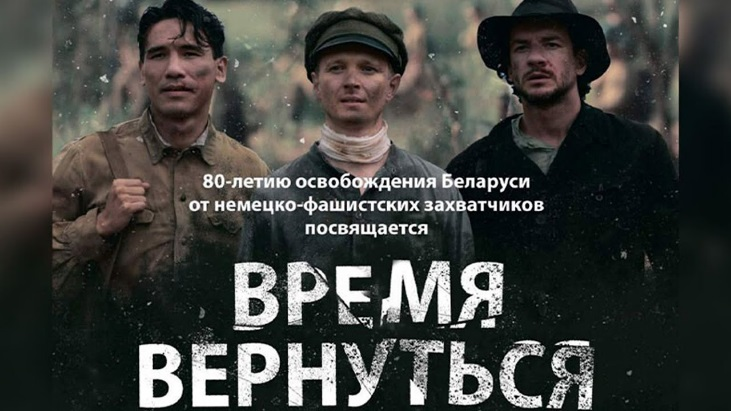 80-летию освобождения Беларуси
от немецко-фашистских захватчиков
посвящается
ВРЕМЯ
ВЕРНУТЬСЯ